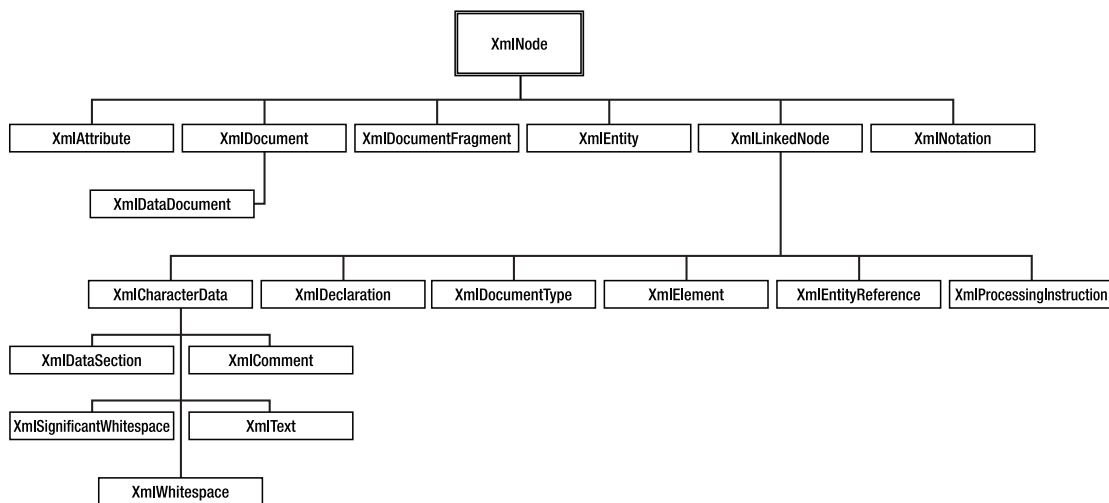 XmlNode
XmlAttribute
XmlDocument
XmlDocumentFragment
XmlEntity
XmlLinkedNode
XmlNotation
XmlDataDocument
XmlCharacterData
XmlDeclaration
XmlDocumentType
XmlElement
XmlEntityReference
XmlProcessingInstruction
XmlDataSection
XmlComment
XmlSignificantWhitespace
XmlText
XmlWhitespace